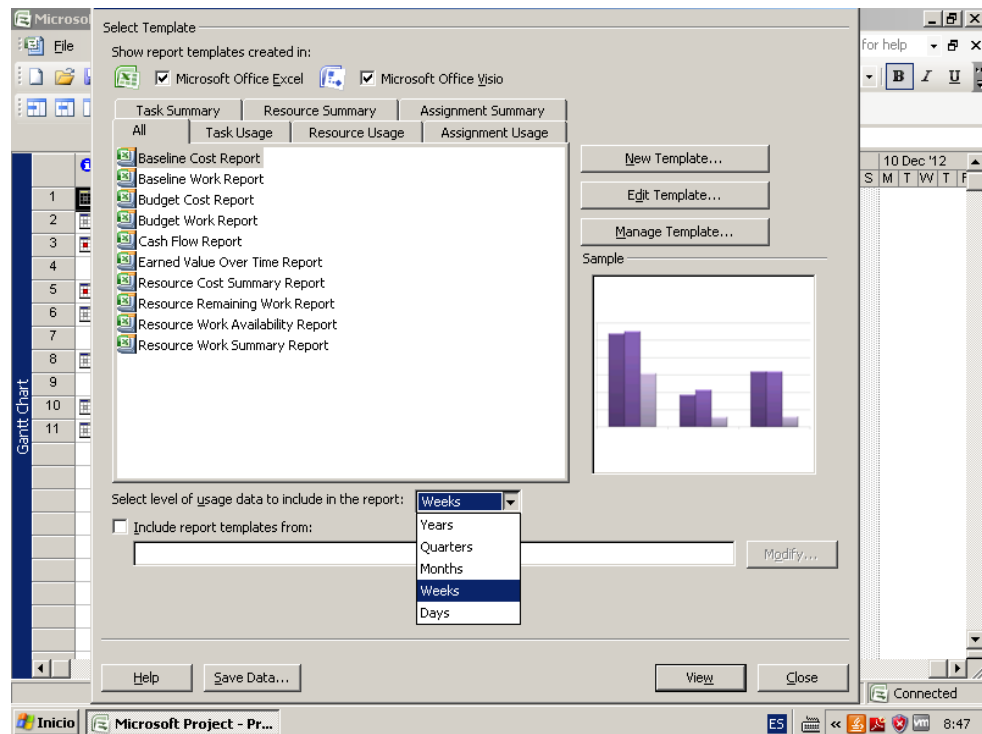 Microso
Select Template
File
Show report templates created in:
for help
Microsoft Office Excel
Microsoft Office Visio
B I U
Task Summary
Resource Summary
Assignment Summary
All
Task Usage
Resource Usage
Assignment Usage
Baseline Cost Report
Baseline Work Report
Budget Cost Report
Budget Work Report
Cash Flow Report
Earned Value Over Time Report
Resource Cost Summary Report
Resource Remaining Work Report
Resource Work Availability Report
Resource Work Summary Report
New Template...
Edit Template...
Manage Template...
Sample
10 Dec '12
S M T W T F
1
2
3
4
5
6
7
8
9
10
11
Gantt Chart
Select level of usage data to include in the report:
Weeks
Years
Quarters
Months
Weeks
Days
Include report templates from:
Modify...
Help
Save Data...
View
Close
Connected
Inicio
Microsoft Project - Pr...
ES
«
vm
8:47